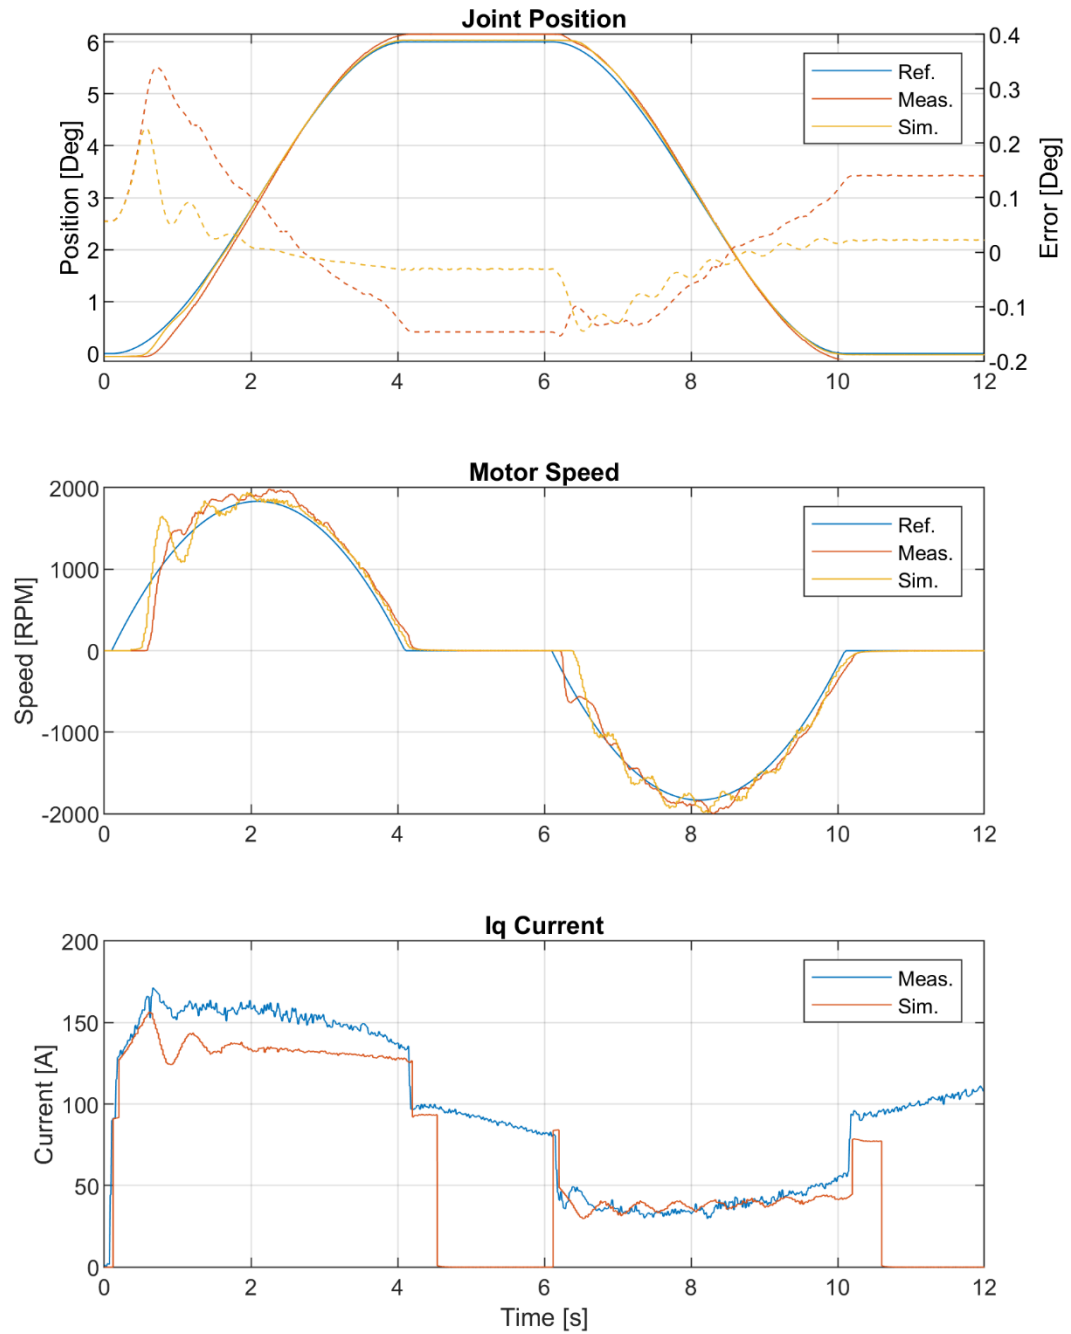 Joint Position
Position [Deg]
6
5
4
3
2
1
0
0.4
0.3
0.2
0.1
0
-0.1
-0.2
Error [Deg]
Ref.
Meas.
Sim.
0 2 4 6 8 10 12
Motor Speed
Speed [RPM]
2000
1000
0
-1000
-2000
Ref.
Meas.
Sim.
0 2 4 6 8 10 12
Iq Current
Current [A]
200
150
100
50
0
Meas.
Sim.
0 2 4 6 8 10 12
Time [s]